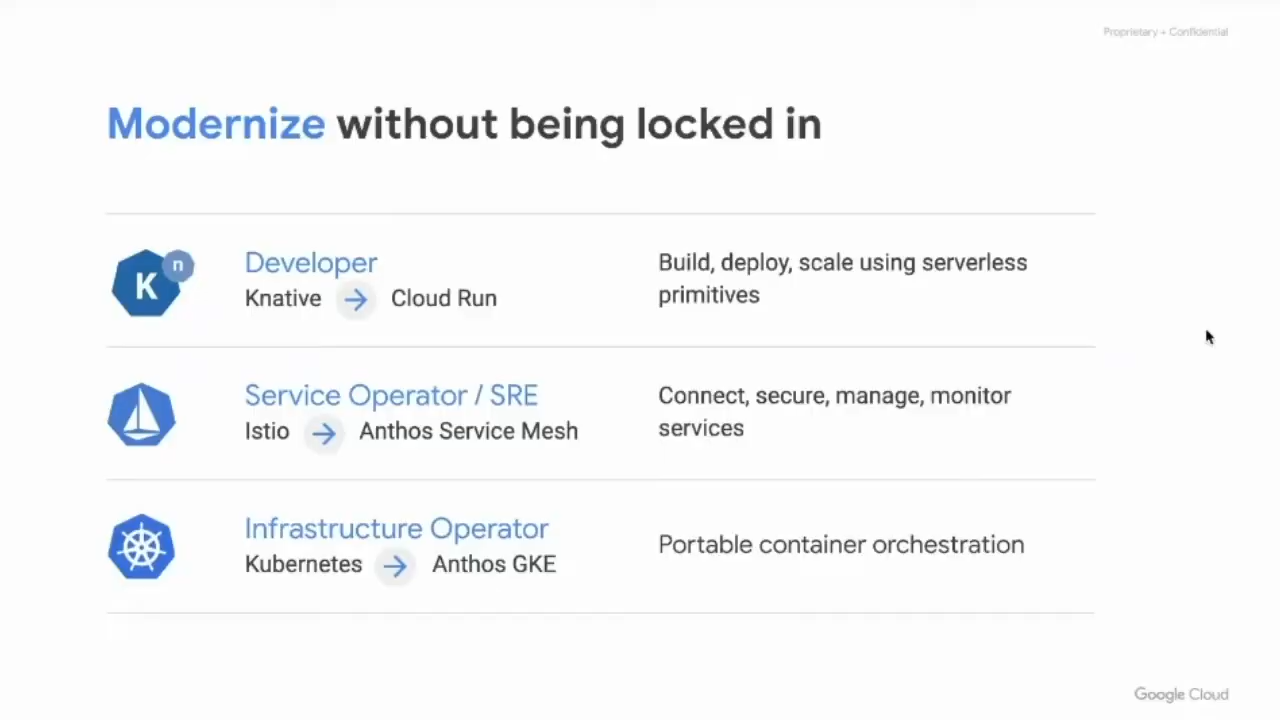 Proprietary + Confidential
Modernize without being locked in
K n
Developer
Knative → Cloud Run
Build, deploy, scale using serverless
primitives
Service Operator / SRE
Istio → Anthos Service Mesh
Connect, secure, manage, monitor
services
Infrastructure Operator
Kubernetes → Anthos GKE
Portable container orchestration
Google Cloud